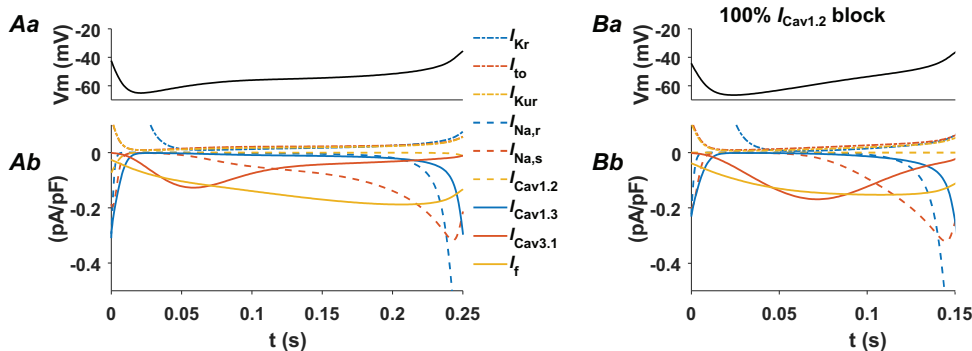 Aa
Vm (mV)
-20
-40
-60
Ab
(pA/pF)
0
-0.2
-0.4
0
0.05
0.1
0.15
0.2
0.25
t (s)
I_Kr
I_to
I_Kur
I_Na,r
I_Na,s
I_Cav1.2
I_Cav1.3
I_Cav3.1
I_f
100% I_Cav1.2 block
Ba
Vm (mV)
-20
-40
-60
Bb
(pA/pF)
0
-0.2
-0.4
0
0.05
0.1
0.15
t (s)